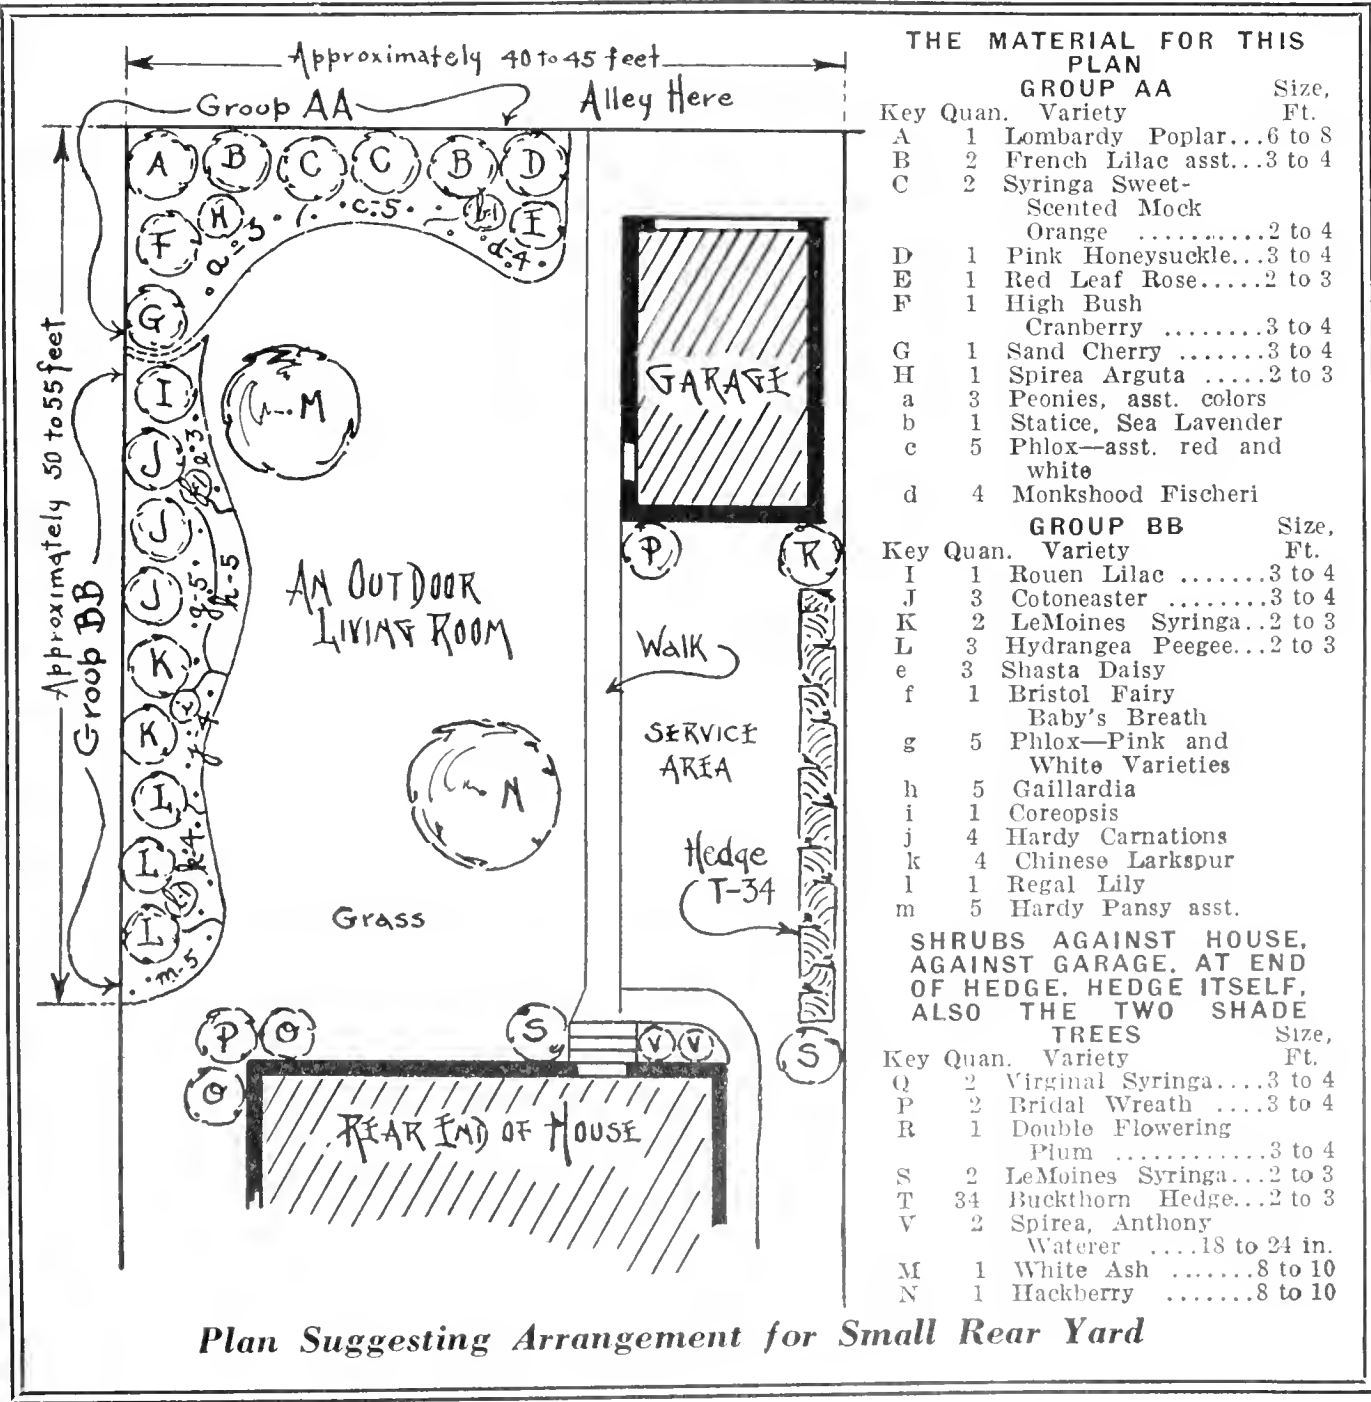 Approximately 40 to 45 feet
Group AA
Alley Here
A B C C B D
F H a-3 c-5 b-1 E
d-4
G
Approximately 50 to 55 feet
Group BB
I
J e-3
J
J g-5 h-5
K
K i j-4
L
L k-4
L
m-5
M
GARAGE
P R
AN OUTDOOR
LIVING ROOM
Walk
SERVICE
AREA
N
Hedge
T-34
Grass
P Q S V V S
Q
REAR END OF HOUSE
THE MATERIAL FOR THIS
PLAN
GROUP AA Size,
Key Quan. Variety Ft.
A 1 Lombardy Poplar...6 to 8
B 2 French Lilac asst...3 to 4
C 2 Syringa Sweet-
Scented Mock
Orange ...........2 to 4
D 1 Pink Honeysuckle...3 to 4
E 1 Red Leaf Rose.....2 to 3
F 1 High Bush
Cranberry ........3 to 4
G 1 Sand Cherry .......3 to 4
H 1 Spirea Arguta .....2 to 3
a 3 Peonies, asst. colors
b 1 Statice, Sea Lavender
c 5 Phlox—asst. red and
white
d 4 Monkshood Fischeri
GROUP BB Size,
Key Quan. Variety Ft.
I 1 Rouen Lilac .......3 to 4
J 3 Cotoneaster ........3 to 4
K 2 LeMoines Syringa..2 to 3
L 3 Hydrangea Peegee...2 to 3
e 3 Shasta Daisy
f 1 Bristol Fairy
Baby's Breath
g 5 Phlox—Pink and
White Varieties
h 5 Gaillardia
i 1 Coreopsis
j 4 Hardy Carnations
k 4 Chinese Larkspur
l 1 Regal Lily
m 5 Hardy Pansy asst.
SHRUBS AGAINST HOUSE,
AGAINST GARAGE, AT END
OF HEDGE, HEDGE ITSELF,
ALSO THE TWO SHADE
TREES Size,
Key Quan. Variety Ft.
Q 2 Virginal Syringa....3 to 4
P 2 Bridal Wreath ....3 to 4
R 1 Double Flowering
Plum .............3 to 4
S 2 LeMoines Syringa...2 to 3
T 34 Buckthorn Hedge...2 to 3
V 2 Spirea, Anthony
Waterer ....18 to 24 in.
M 1 White Ash .......8 to 10
N 1 Hackberry .......8 to 10
Plan Suggesting Arrangement for Small Rear Yard